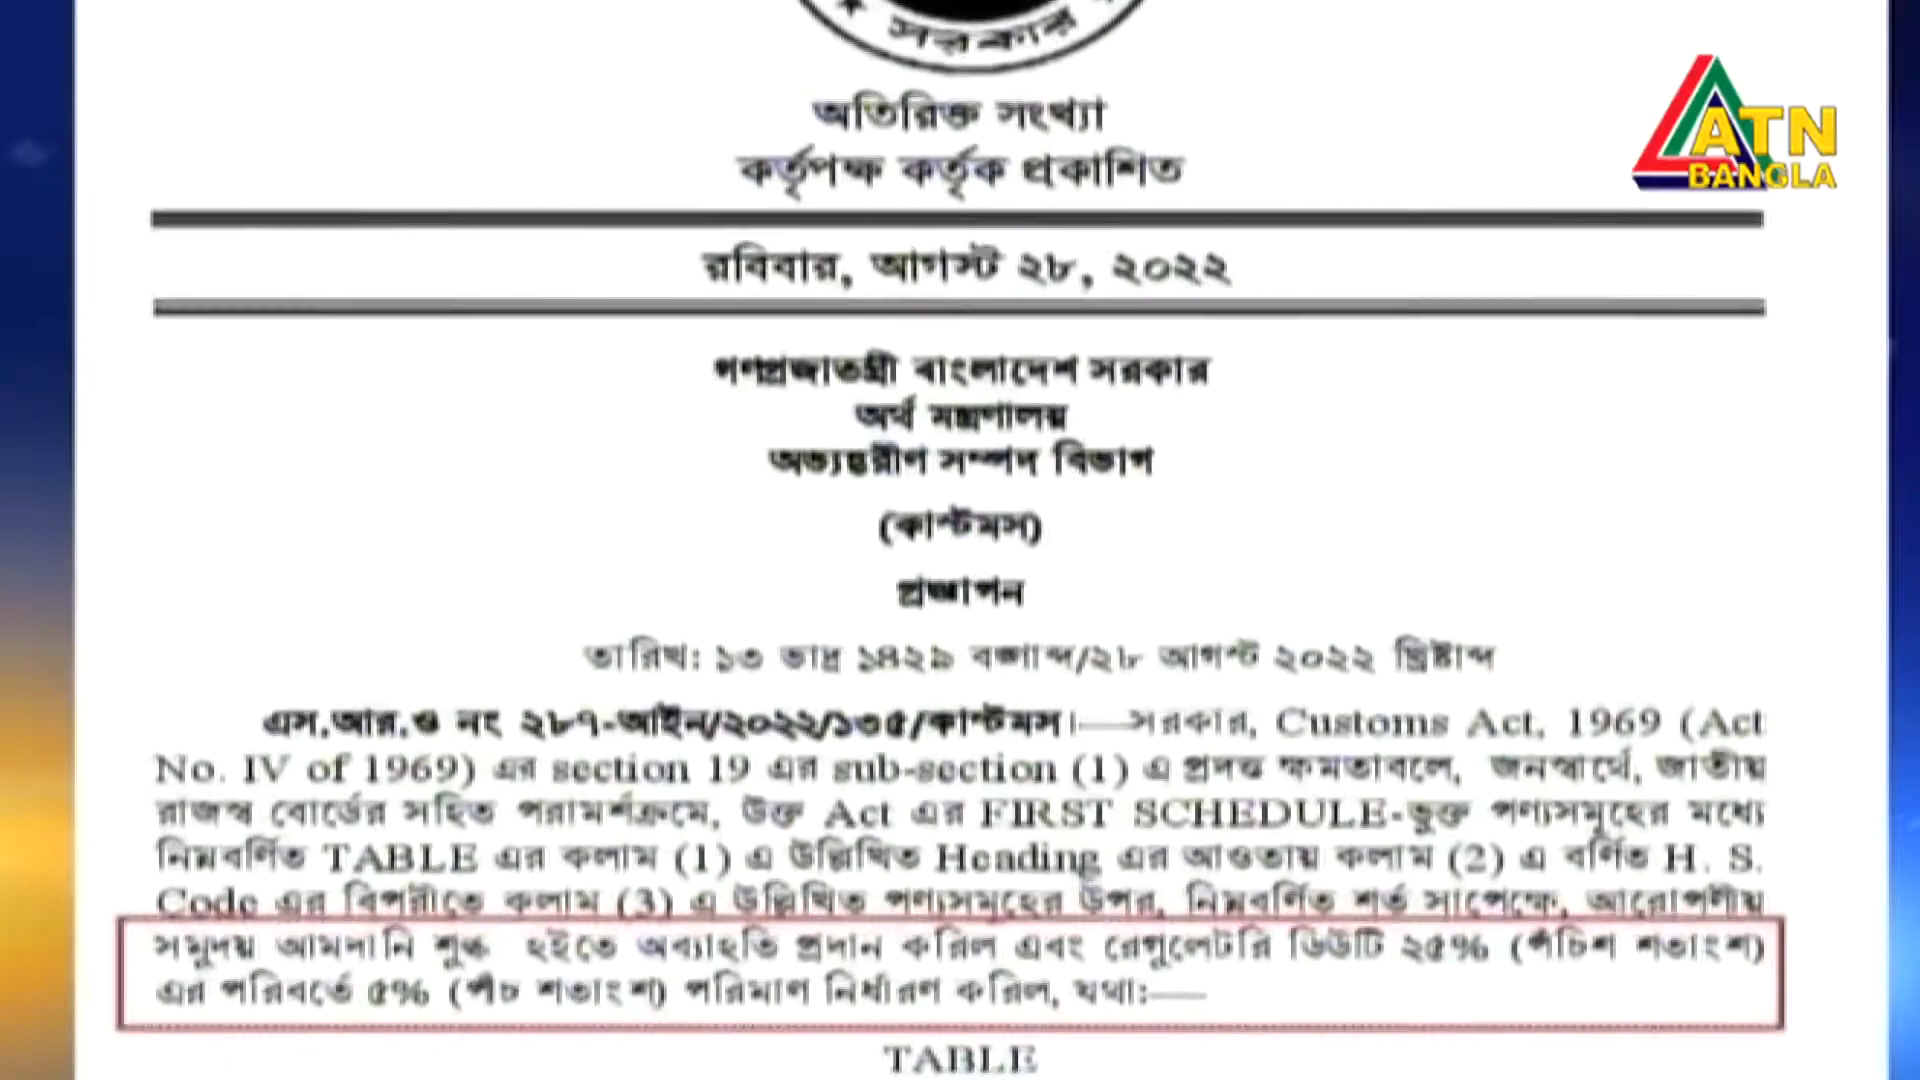 সরকার
অতিরিক্ত সংখ্যা
কর্তৃপক্ষ কর্তৃক প্রকাশিত
ATN
BANGLA
রবিবার, আগস্ট ২৮, ২০২২
গণপ্রজাতন্ত্রী বাংলাদেশ সরকার
অর্থ মন্ত্রণালয়
অভ্যন্তরীণ সম্পদ বিভাগ
(কাস্টমস)
প্রজ্ঞাপন
তারিখ: ১৩ ভাদ্র ১৪২৯ বঙ্গাব্দ/২৮ আগস্ট ২০২২ খ্রিষ্টাব্দ
এস.আর.ও নং ২৮৭-আইন/২০২২/১৩৫/কাস্টমস।—সরকার, Customs Act, 1969 (Act
No. IV of 1969) এর section 19 এর sub-section (1) এ প্রদত্ত ক্ষমতাবলে, জনস্বার্থে, জাতীয়
রাজস্ব বোর্ডের সহিত পরামর্শক্রমে, উক্ত Act এর FIRST SCHEDULE-ভুক্ত পণ্যসমূহের মধ্যে
নিম্নবর্ণিত TABLE এর কলাম (1) এ উল্লিখিত Heading এর আওতায় কলাম (2) এ বর্ণিত H. S.
Code এর বিপরীতে কলাম (3) এ উল্লিখিত পণ্যসমূহের উপর, নিম্নবর্ণিত শর্ত সাপেক্ষে, আরোপণীয়
সমুদয় আমদানি শুল্ক হইতে অব্যাহতি প্রদান করিল এবং রেগুলেটরি ডিউটি ২৫% (পঁচিশ শতাংশ)
এর পরিবর্তে ৫% (পাঁচ শতাংশ) পরিমাণ নির্ধারণ করিল, যথা:—
TABLE